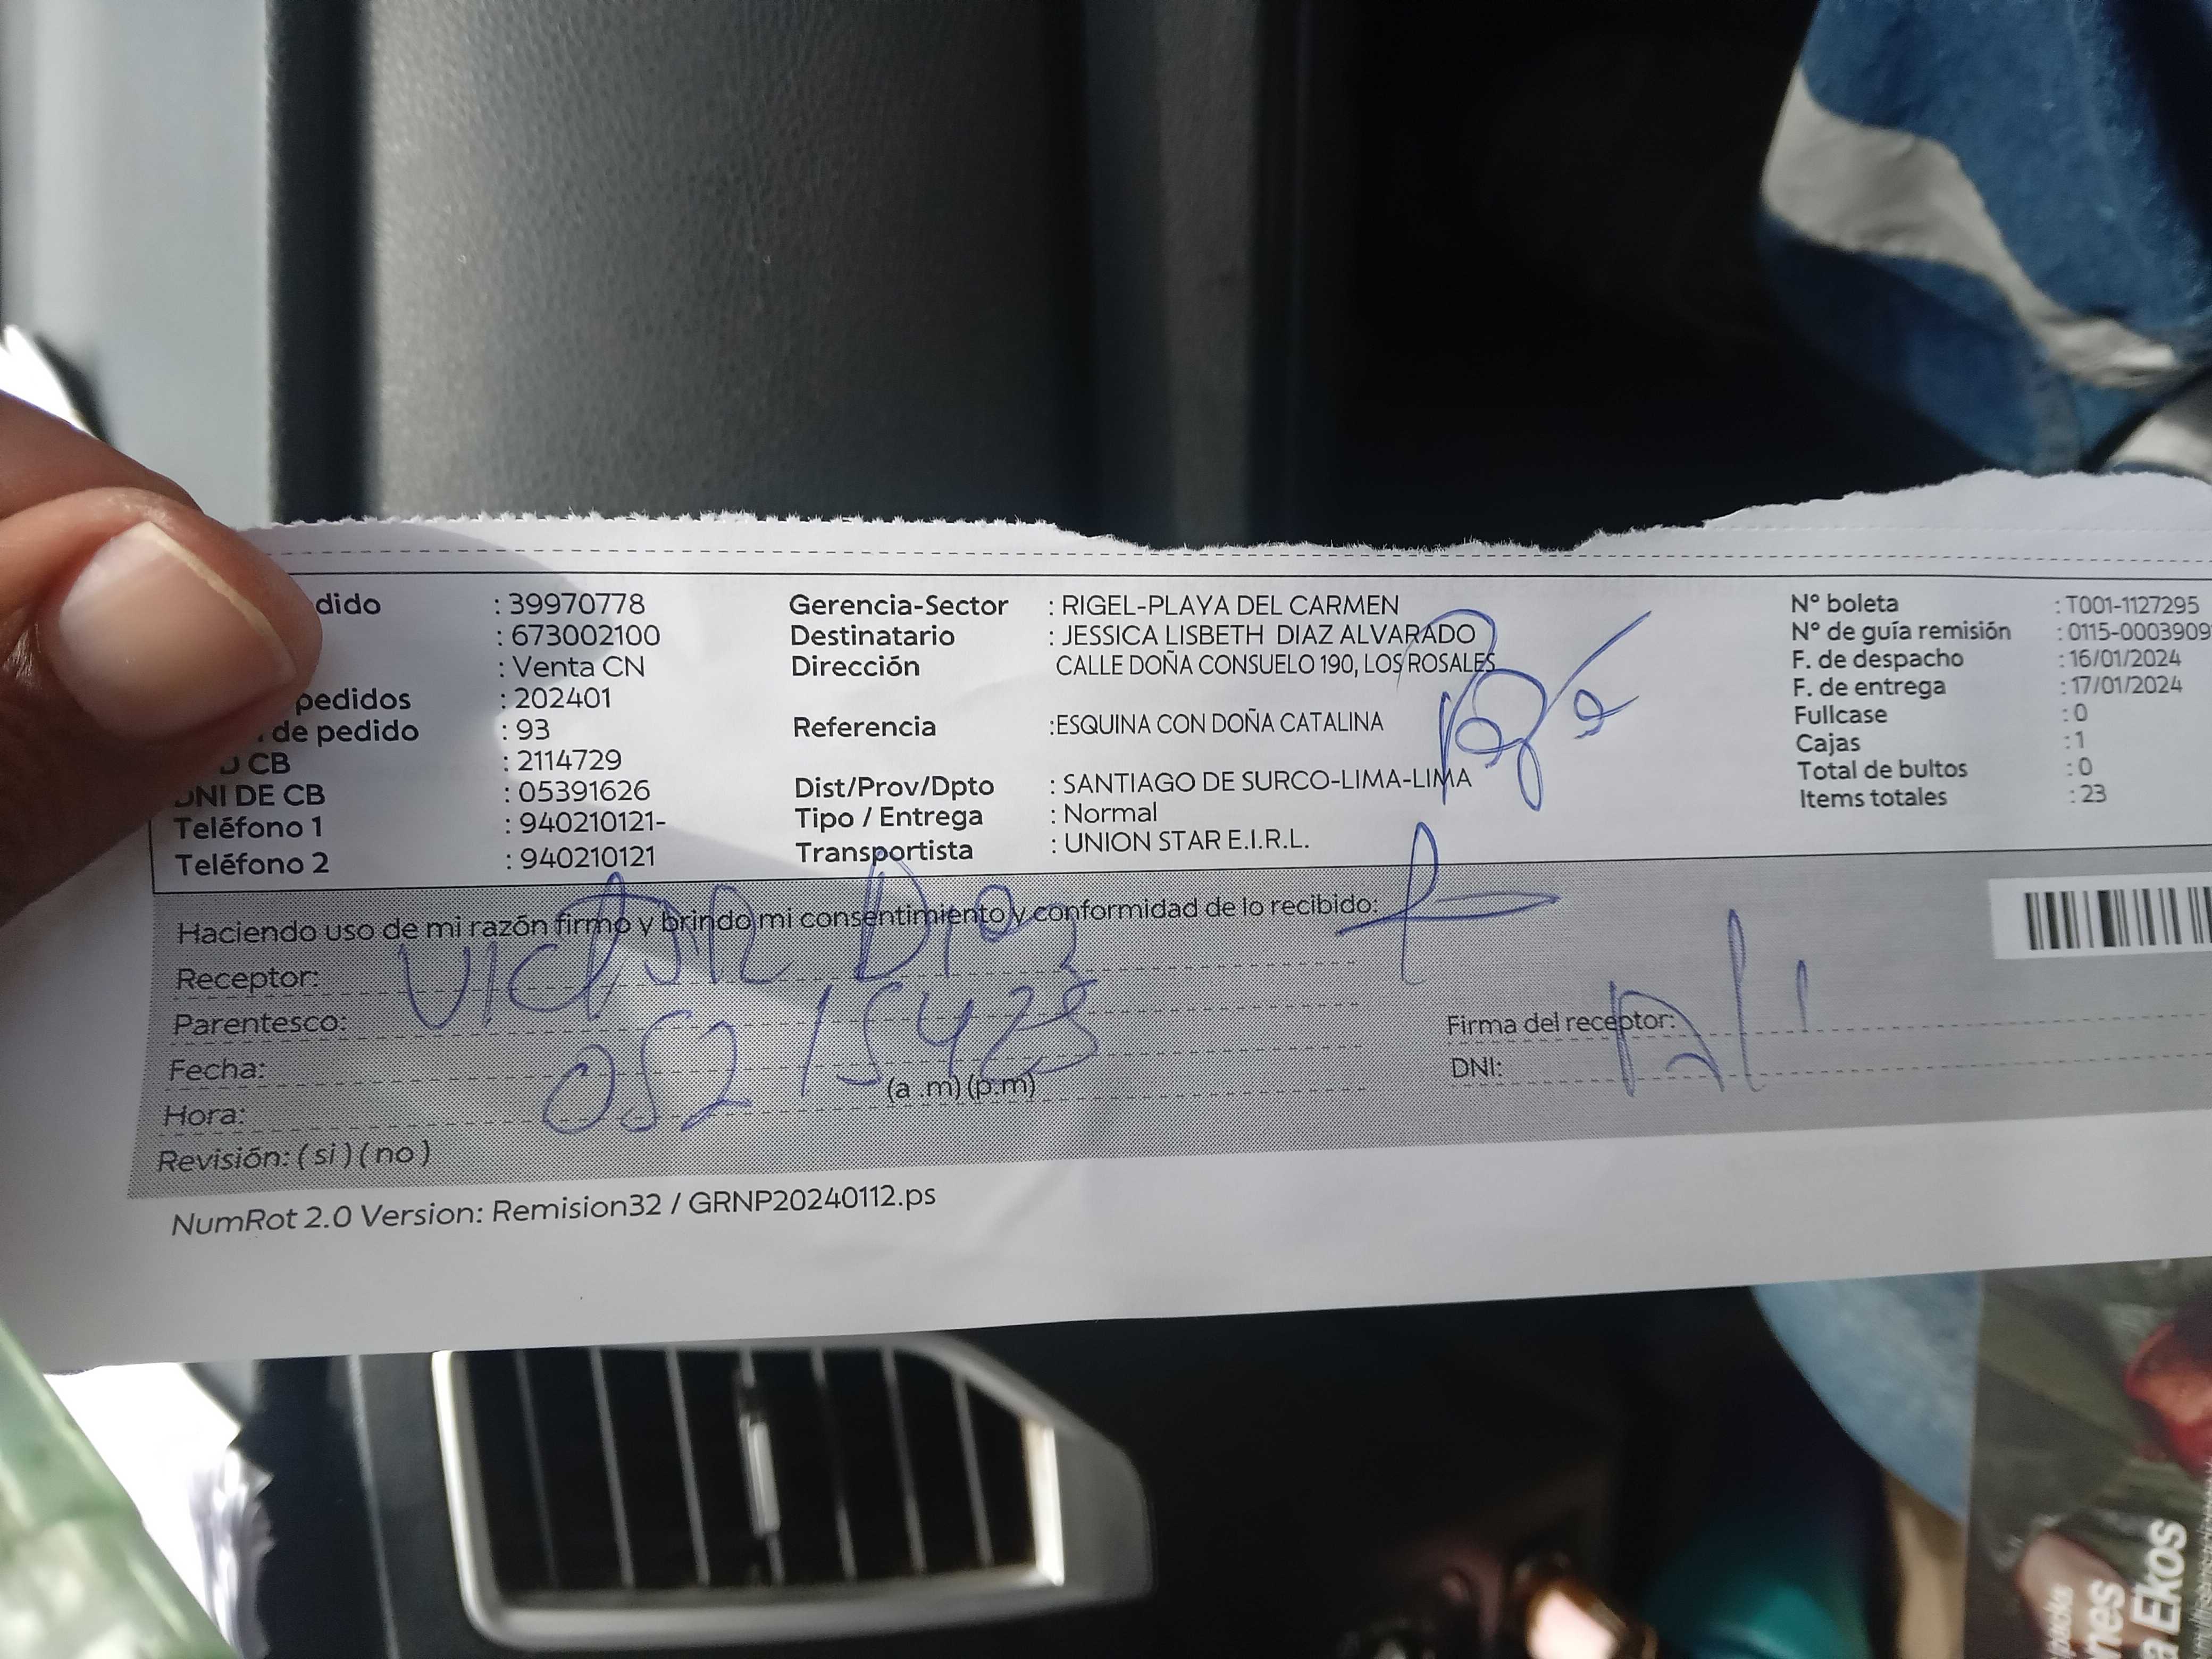 dido : 39970778
: 673002100
: Venta CN
pedidos : 202401
de pedido : 93
CB : 2114729
DNI DE CB : 05391626
Teléfono 1 : 940210121-
Teléfono 2 : 940210121
Gerencia-Sector : RIGEL-PLAYA DEL CARMEN
Destinatario : JESSICA LISBETH DIAZ ALVARADO
Dirección CALLE DOÑA CONSUELO 190, LOS ROSALES
Referencia :ESQUINA CON DOÑA CATALINA
Dist/Prov/Dpto : SANTIAGO DE SURCO-LIMA-LIMA
Tipo / Entrega : Normal
Transportista : UNION STAR E.I.R.L.
N° boleta : T001-1127295
N° de guía remisión : 0115-0003909
F. de despacho : 16/01/2024
F. de entrega : 17/01/2024
Fullcase : 0
Cajas : 1
Total de bultos : 0
Items totales : 23
Haciendo uso de mi razón firmo y brindo mi consentimiento y conformidad de lo recibido:
Receptor: VICTOR Diaz
Parentesco:
Fecha: 05215423
Hora: (a .m) (p.m)
Revisión: ( si ) ( no )
Firma del receptor:
DNI:
NumRot 2.0 Version: Remision32 / GRNP20240112.ps
nes
a Ekos